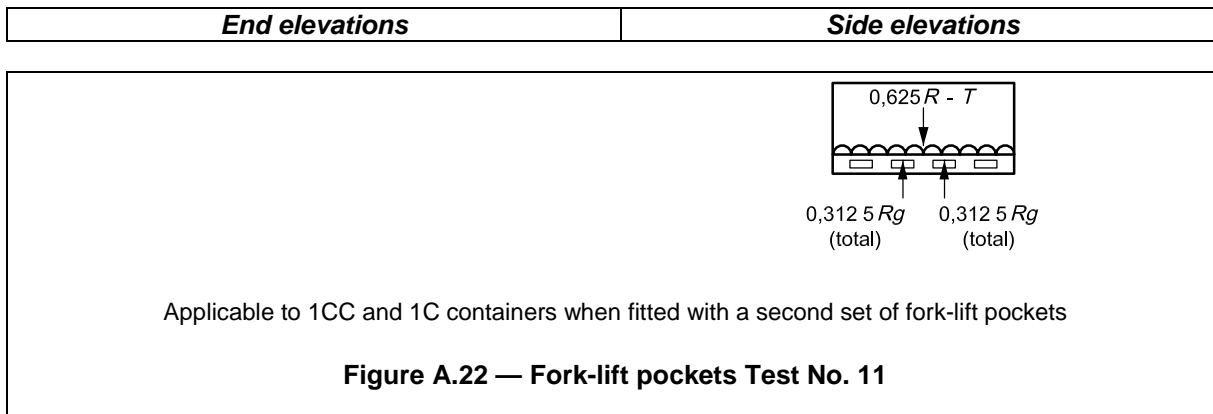 End elevations Side elevations
0,625 R - T
0,312 5 Rg 0,312 5 Rg
(total) (total)
Applicable to 1CC and 1C containers when fitted with a second set of fork-lift pockets
Figure A.22 — Fork-lift pockets Test No. 11